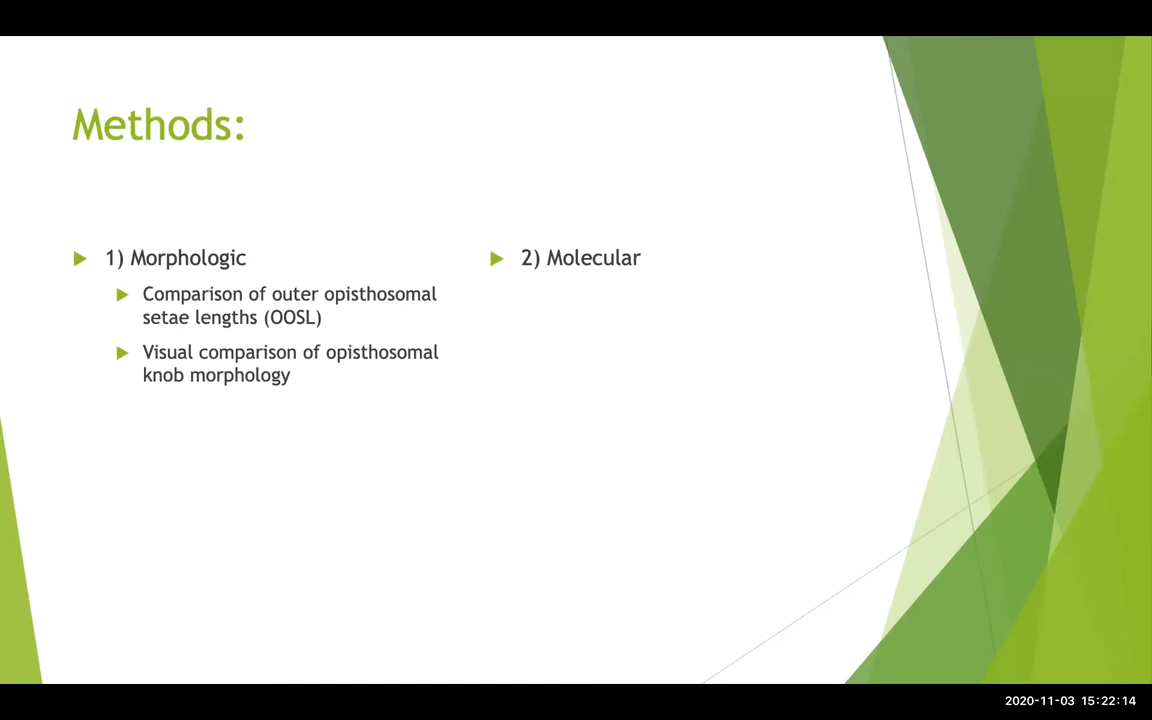 Methods:
1) Morphologic
Comparison of outer opisthosomal
setae lengths (OOSL)
Visual comparison of opisthosomal
knob morphology
2) Molecular
2020-11-03 15:22:14